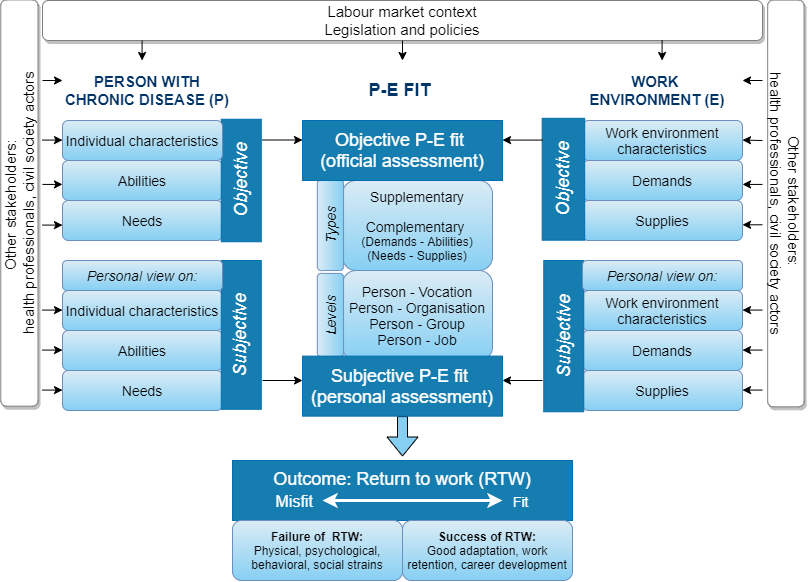 Labour market context
Legislation and policies
Other stakeholders:
health professionals, civil society actors
PERSON WITH
CHRONIC DISEASE (P)
Individual characteristics
Abilities
Needs
Objective
Personal view on:
Individual characteristics
Abilities
Needs
Subjective
P-E FIT
Objective P-E fit
(official assessment)
Types
Supplementary
Complementary
(Demands - Abilities)
(Needs - Supplies)
Levels
Person - Vocation
Person - Organisation
Person - Group
Person - Job
Subjective P-E fit
(personal assessment)
WORK
ENVIRONMENT (E)
Objective
Work environment
characteristics
Demands
Supplies
Subjective
Personal view on:
Work environment
characteristics
Demands
Supplies
Other stakeholders:
health professionals, civil society actors
Outcome: Return to work (RTW)
Misfit
Fit
Failure of RTW:
Physical, psychological,
behavioral, social strains
Success of RTW:
Good adaptation, work
retention, career development